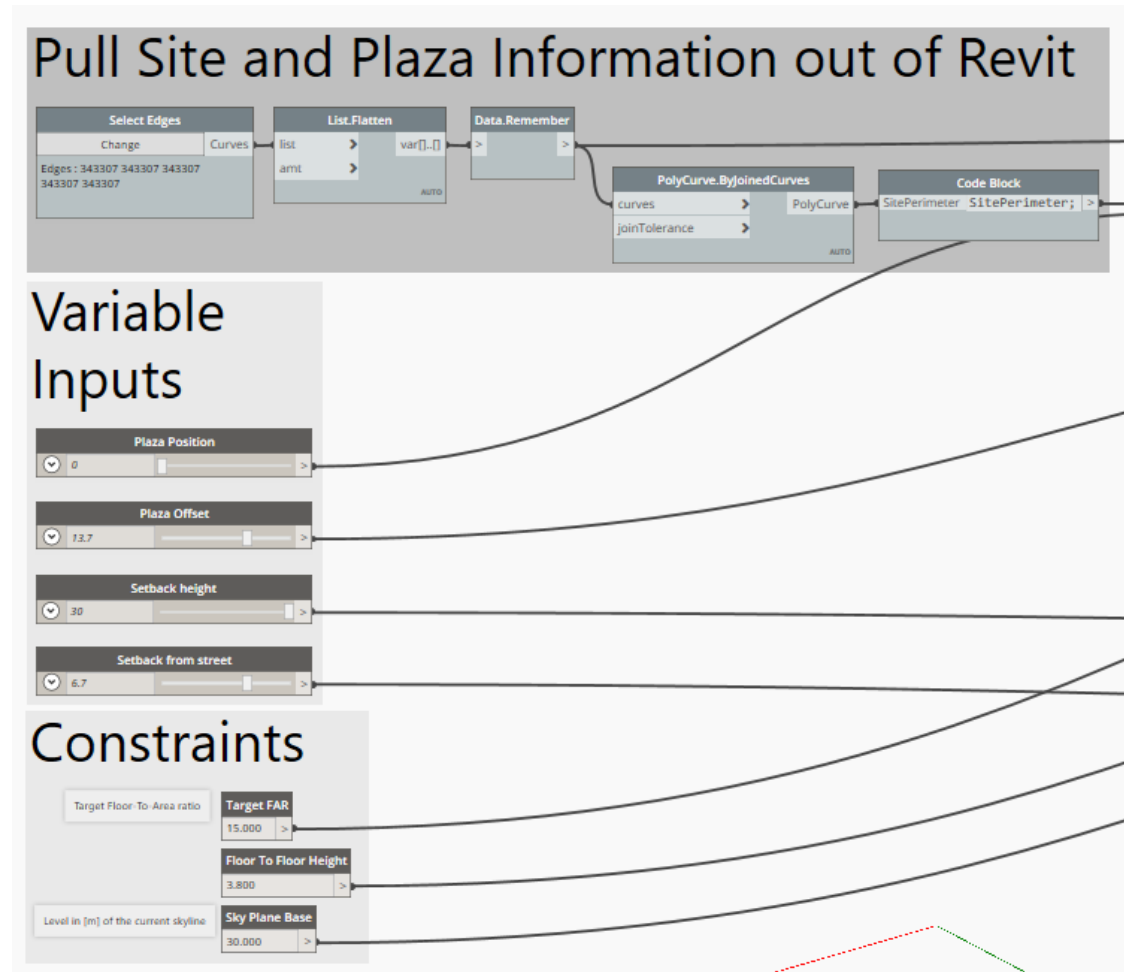 Pull Site and Plaza Information out of Revit
Select Edges
Change
Curves
Edges : 343307 343307 343307
343307 343307
List.Flatten
list > var[]..[]
amt >
AUTO
Data.Remember
> >
PolyCurve.ByJoinedCurves
curves > PolyCurve
joinTolerance >
AUTO
Code Block
SitePerimeter SitePerimeter; >
Variable
Inputs
Plaza Position
0 >
Plaza Offset
13.7 >
Setback height
30 >
Setback from street
6.7 >
Constraints
Target Floor-To-Area ratio
Target FAR
15.000 >
Floor To Floor Height
3.800 >
Level in [m] of the current skyline
Sky Plane Base
30.000 >